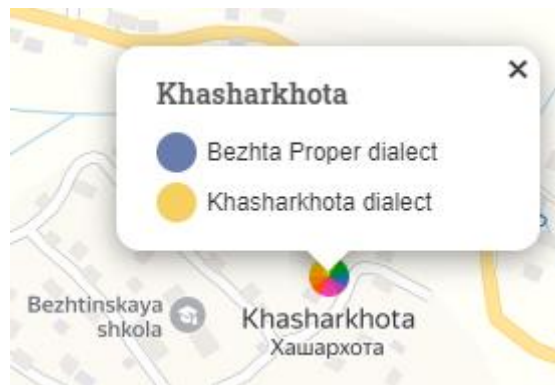 Khasharkhota
Bezhta Proper dialect
Khasharkhota dialect
Bezhtinskaya
shkola
Khasharkhota
Хашархота